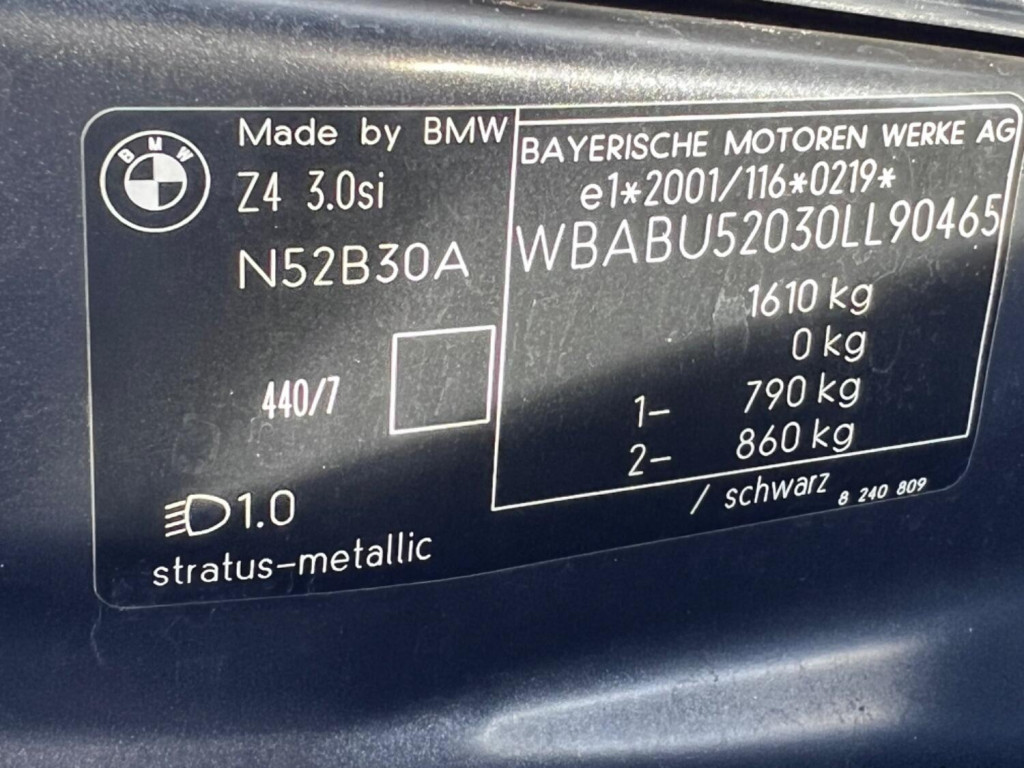 BMW
Made by BMW
Z4 3.0si
N52B30A
440/7
1.0
stratus-metallic
BAYERISCHE MOTOREN WERKE AG
e1*2001/116*0219*
WBABU52030LL90465
1610 kg
0 kg
1- 790 kg
2- 860 kg
/ schwarz 8 240 809